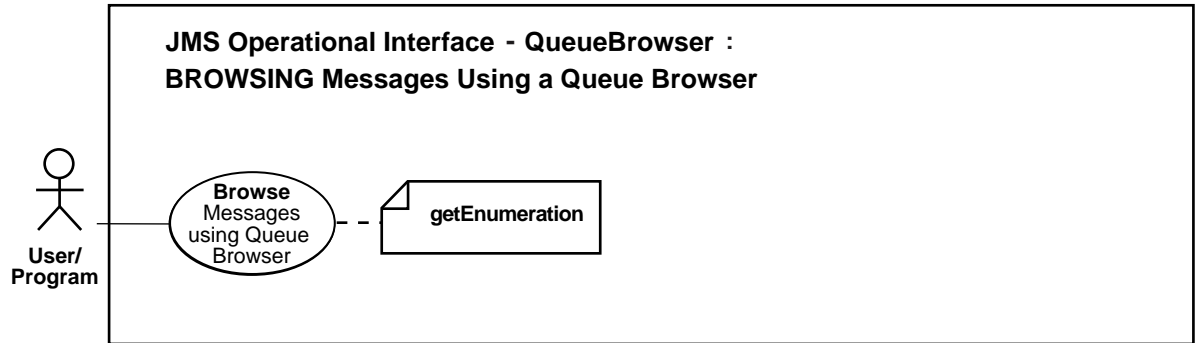 JMS Operational Interface - QueueBrowser :
BROWSING Messages Using a Queue Browser
Browse
Messages
using Queue
Browser
getEnumeration
User/
Program